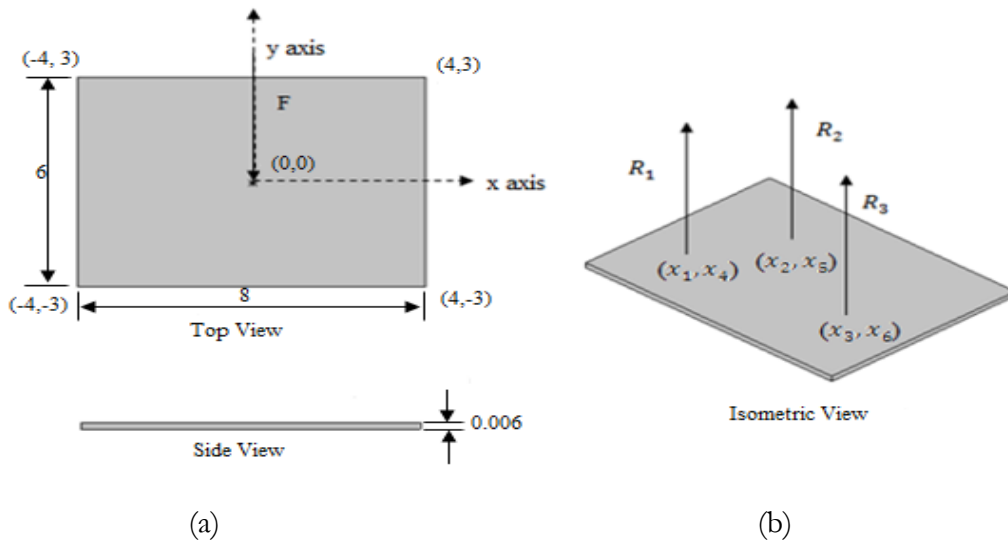 (-4, 3)
y axis
(4,3)
F
6
(0,0)
x axis
(-4,-3)
8
(4,-3)
Top View
0.006
Side View
(a)
R₁
R₂
R₃
(x₁, x₄)
(x₂, x₅)
(x₃, x₆)
Isometric View
(b)